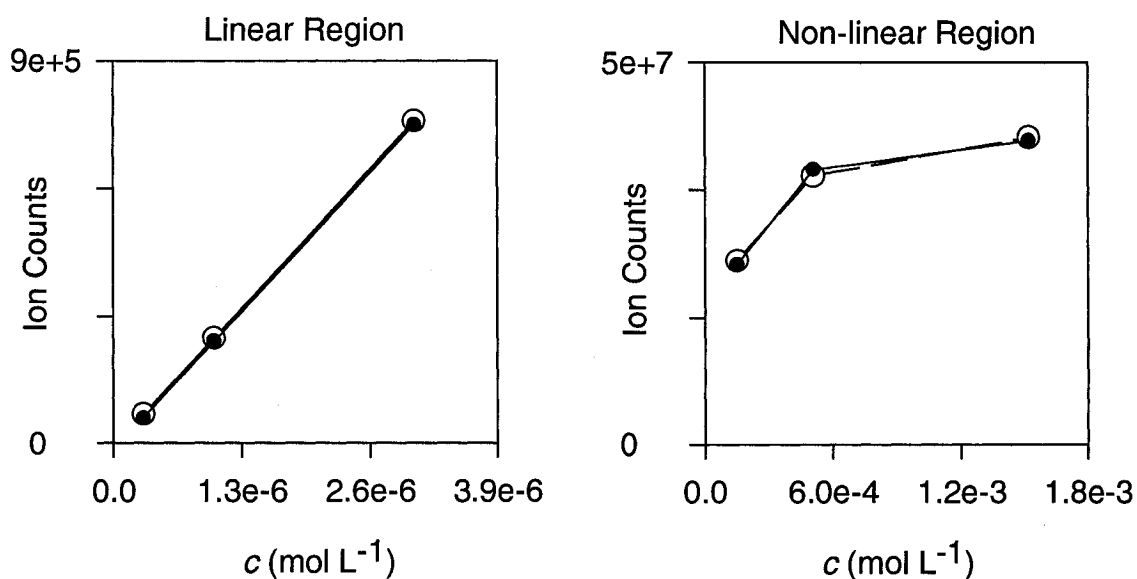 Linear Region
9e+5
Ion Counts
0
0.0 1.3e-6 2.6e-6 3.9e-6
c (mol L-1)
Non-linear Region
5e+7
Ion Counts
0
0.0 6.0e-4 1.2e-3 1.8e-3
c (mol L-1)